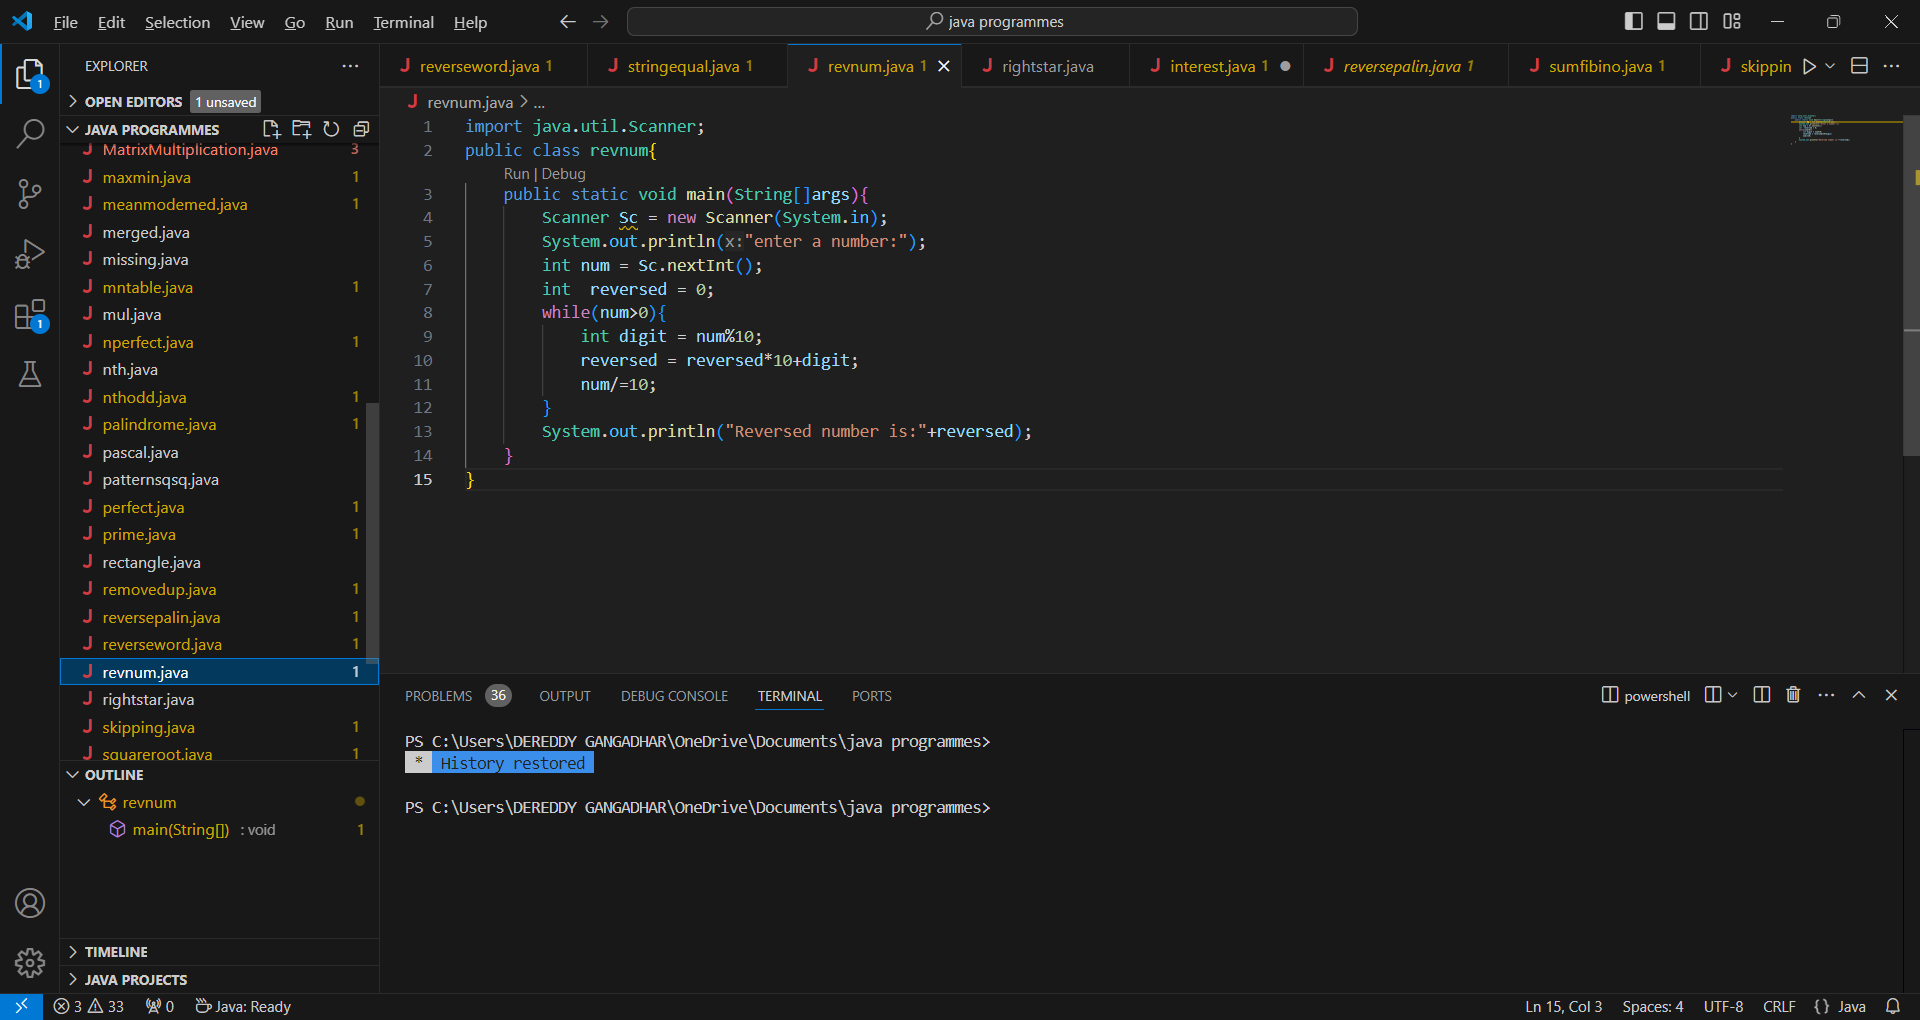 File Edit Selection View Go Run Terminal Help
java programmes
EXPLORER
OPEN EDITORS 1 unsaved
JAVA PROGRAMMES
MatrixMultiplication.java 3
maxmin.java 1
meanmodemed.java 1
merged.java
missing.java
mntable.java 1
mul.java
nperfect.java 1
nth.java
nthodd.java 1
palindrome.java 1
pascal.java
patternsqsq.java
perfect.java 1
prime.java 1
rectangle.java
removedup.java 1
reversepalin.java 1
reverseword.java 1
revnum.java 1
rightstar.java
skipping.java 1
squareroot.java 1
OUTLINE
revnum
main(String[]) : void 1
TIMELINE
JAVA PROJECTS
1
1
reverseword.java 1 stringequal.java 1 revnum.java 1 rightstar.java interest.java 1 reversepalin.java 1 sumfibino.java 1 skippin
revnum.java > ...
1 import java.util.Scanner;
2 public class revnum{
Run | Debug
3 public static void main(String[]args){
4 Scanner Sc = new Scanner(System.in);
5 System.out.println(x:"enter a number:");
6 int num = Sc.nextInt();
7 int  reversed = 0;
8 while(num>0){
9 int digit = num%10;
10 reversed = reversed*10+digit;
11 num/=10;
12 }
13 System.out.println("Reversed number is:"+reversed);
14 }
15 }
PROBLEMS 36 OUTPUT DEBUG CONSOLE TERMINAL PORTS
powershell
PS C:\Users\DEREDDY GANGADHAR\OneDrive\Documents\java programmes>
* History restored
PS C:\Users\DEREDDY GANGADHAR\OneDrive\Documents\java programmes>
3 33 0 Java: Ready
Ln 15, Col 3 Spaces: 4 UTF-8 CRLF {} Java